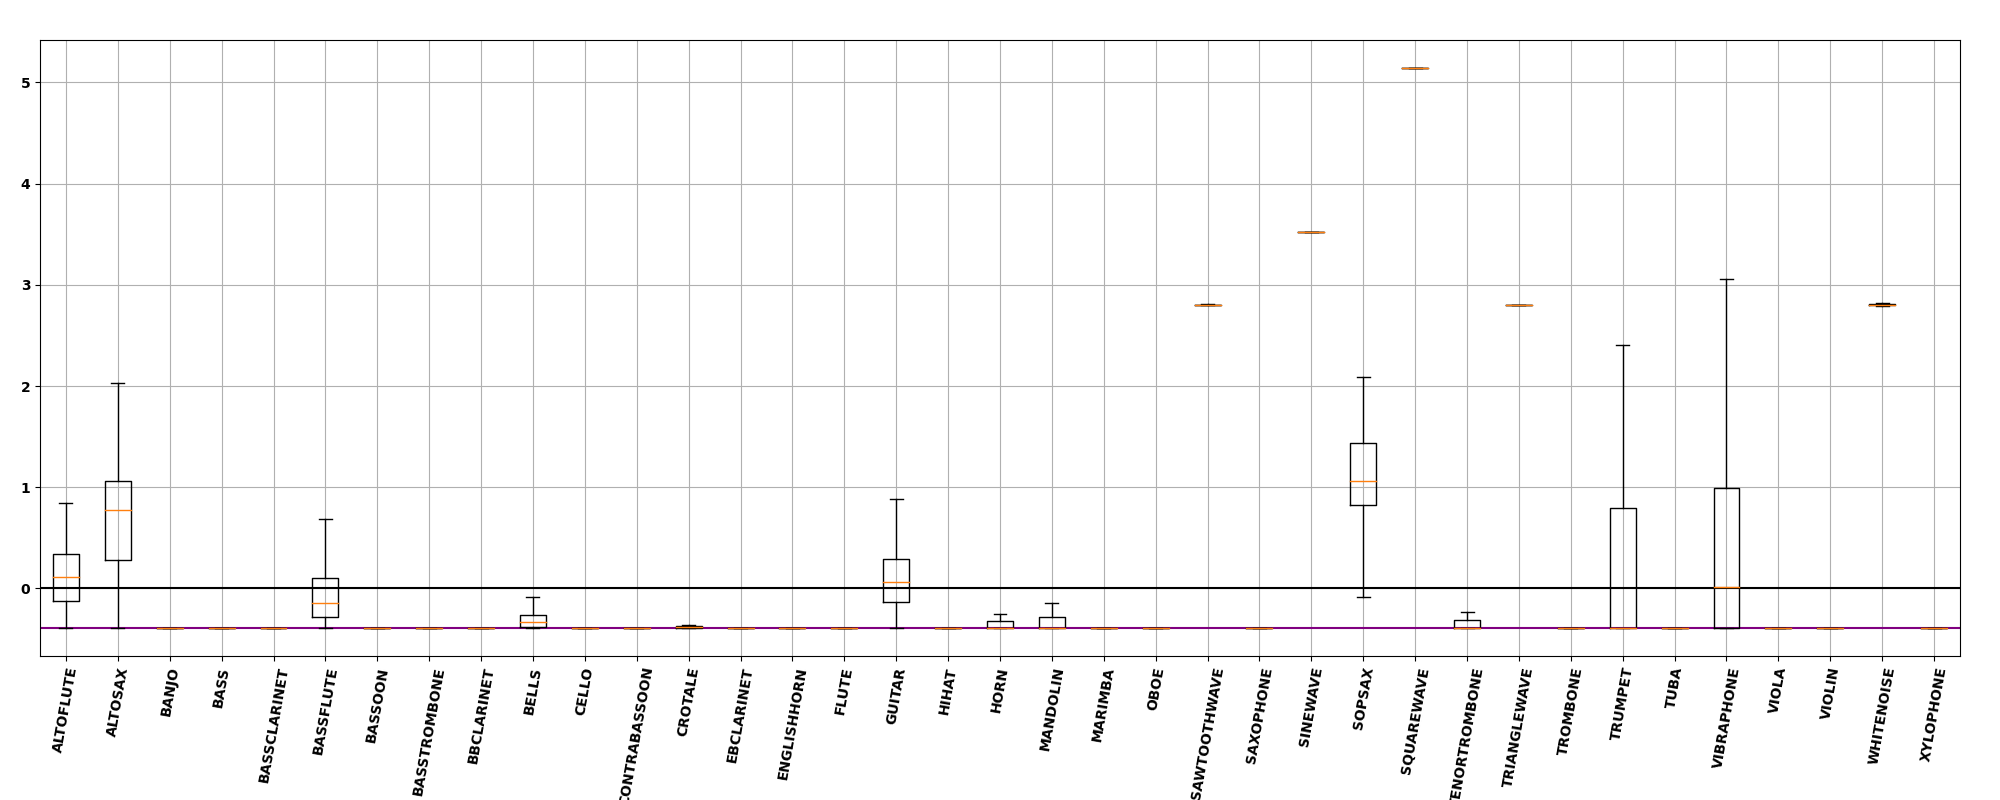 5
4
3
2
1
0
ALTOFLUTE
ALTOSAX
BANJO
BASS
BASSCLARINET
BASSFLUTE
BASSOON
BASSTROMBONE
BBCLARINET
BELLS
CELLO
CONTRABASSOON
CROTALE
EBCLARINET
ENGLISHHORN
FLUTE
GUITAR
HIHAT
HORN
MANDOLIN
MARIMBA
OBOE
SAWTOOTHWAVE
SAXOPHONE
SINEWAVE
SOPSAX
SQUAREWAVE
TENORTROMBONE
TRIANGLEWAVE
TROMBONE
TRUMPET
TUBA
VIBRAPHONE
VIOLA
VIOLIN
WHITENOISE
XYLOPHONE